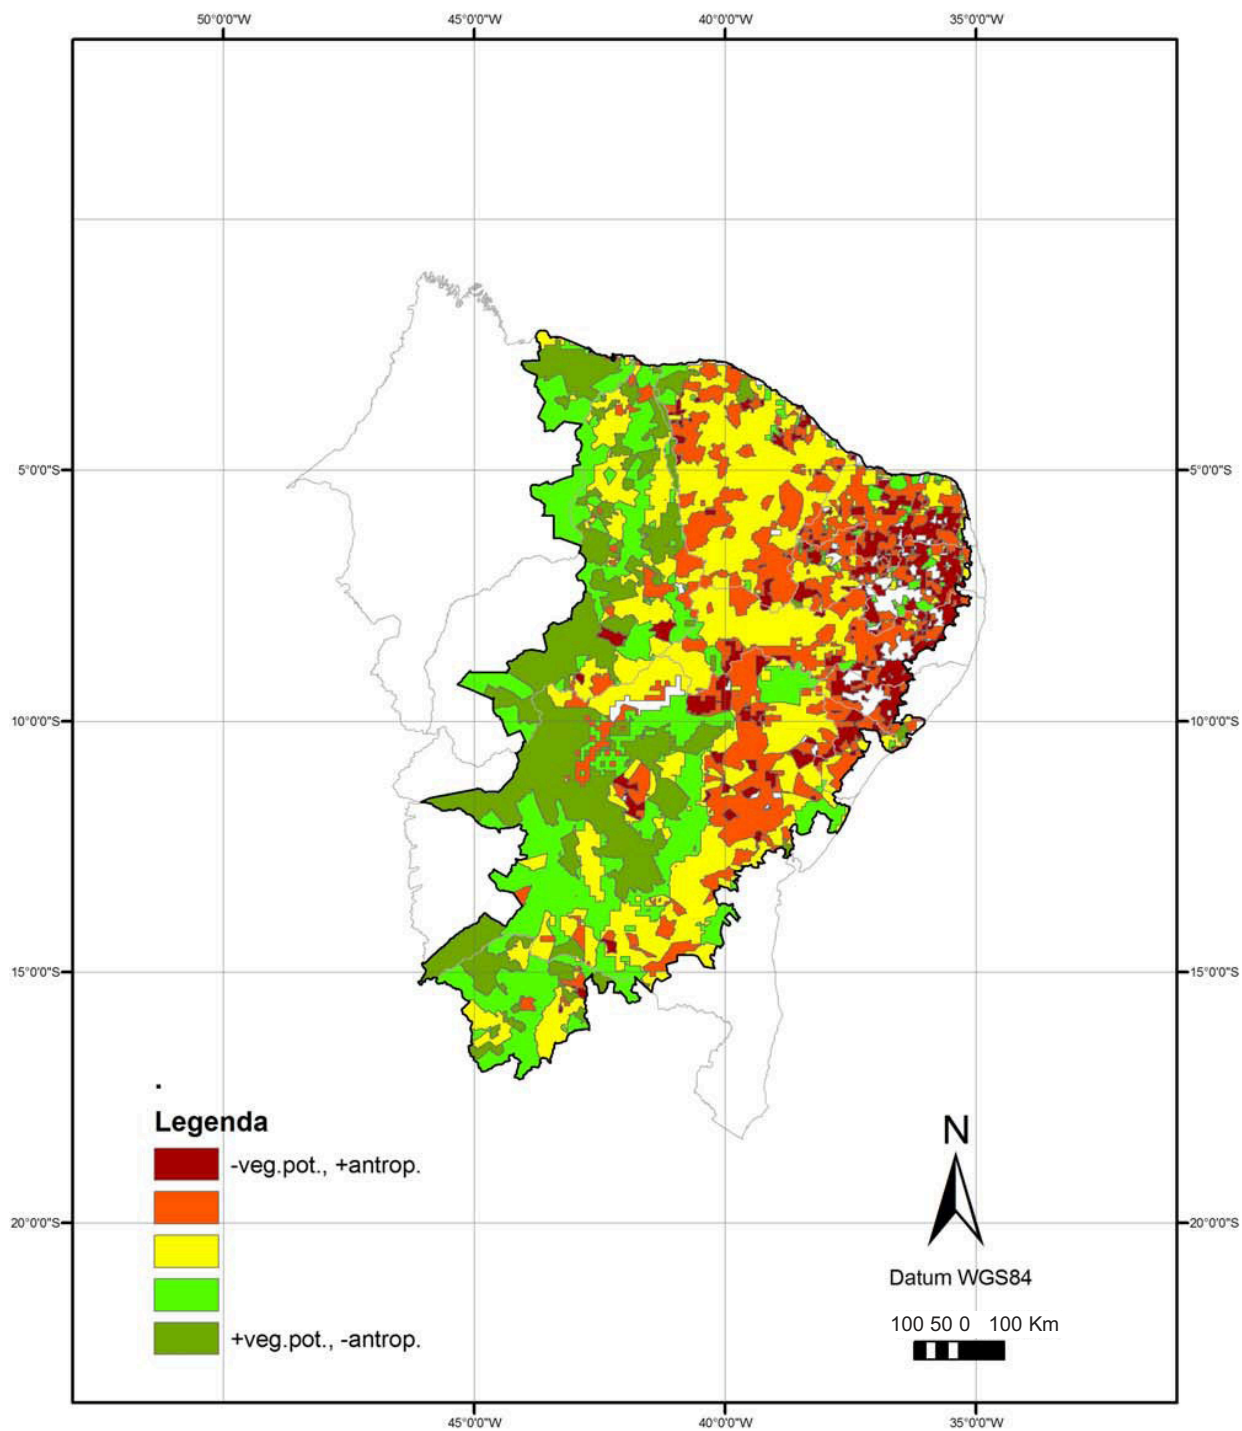 50°0'0"W 45°0'0"W 40°0'0"W 35°0'0"W
5°0'0"S 5°0'0"S
10°0'0"S 10°0'0"S
15°0'0"S 15°0'0"S
Legenda
-veg.pot., +antrop.
+veg.pot., -antrop.
N
20°0'0"S 20°0'0"S
Datum WGS84
100 50 0 100 Km
45°0'0"W 40°0'0"W 35°0'0"W